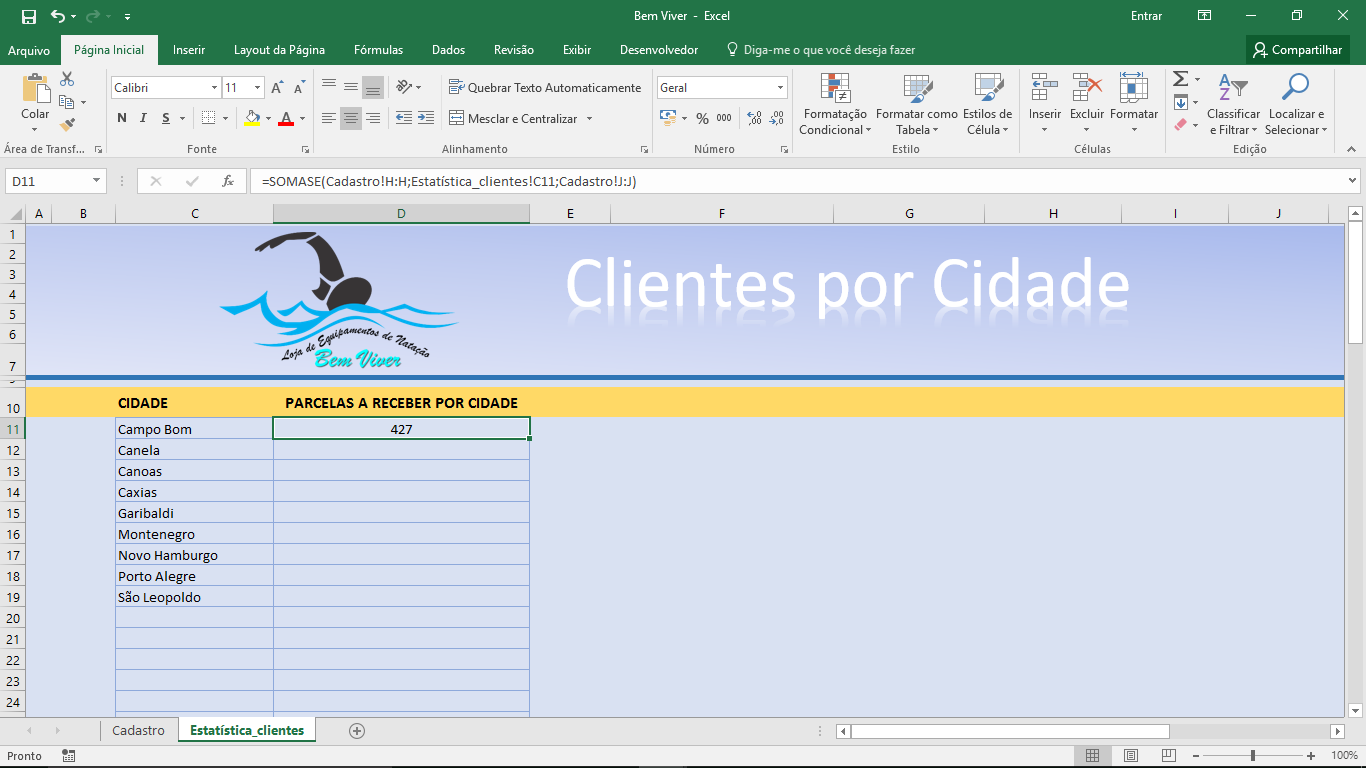 Bem Viver - Excel
Entrar
Arquivo Página Inicial Inserir Layout da Página Fórmulas Dados Revisão Exibir Desenvolvedor Diga-me o que você deseja fazer Compartilhar
Colar
Calibri 11
N I S A
Quebrar Texto Automaticamente
Mesclar e Centralizar
Geral
% 000
Formatação Condicional
Formatar como Tabela
Estilos de Célula
Inserir Excluir Formatar
Classificar e Filtrar
Localizar e Selecionar
Área de Transf... Fonte Alinhamento Número Estilo Células Edição
D11 fx =SOMASE(Cadastro!H:H;Estatística_clientes!C11;Cadastro!J:J)
A B C D E F G H I J
1
2
3
4
5
6
7
Clientes por Cidade
Loja de Equipamentos de Natação
Bem Viver
10 CIDADE PARCELAS A RECEBER POR CIDADE
11 Campo Bom 427
12 Canela
13 Canoas
14 Caxias
15 Garibaldi
16 Montenegro
17 Novo Hamburgo
18 Porto Alegre
19 São Leopoldo
20
21
22
23
24
Cadastro Estatística_clientes
Pronto 100%